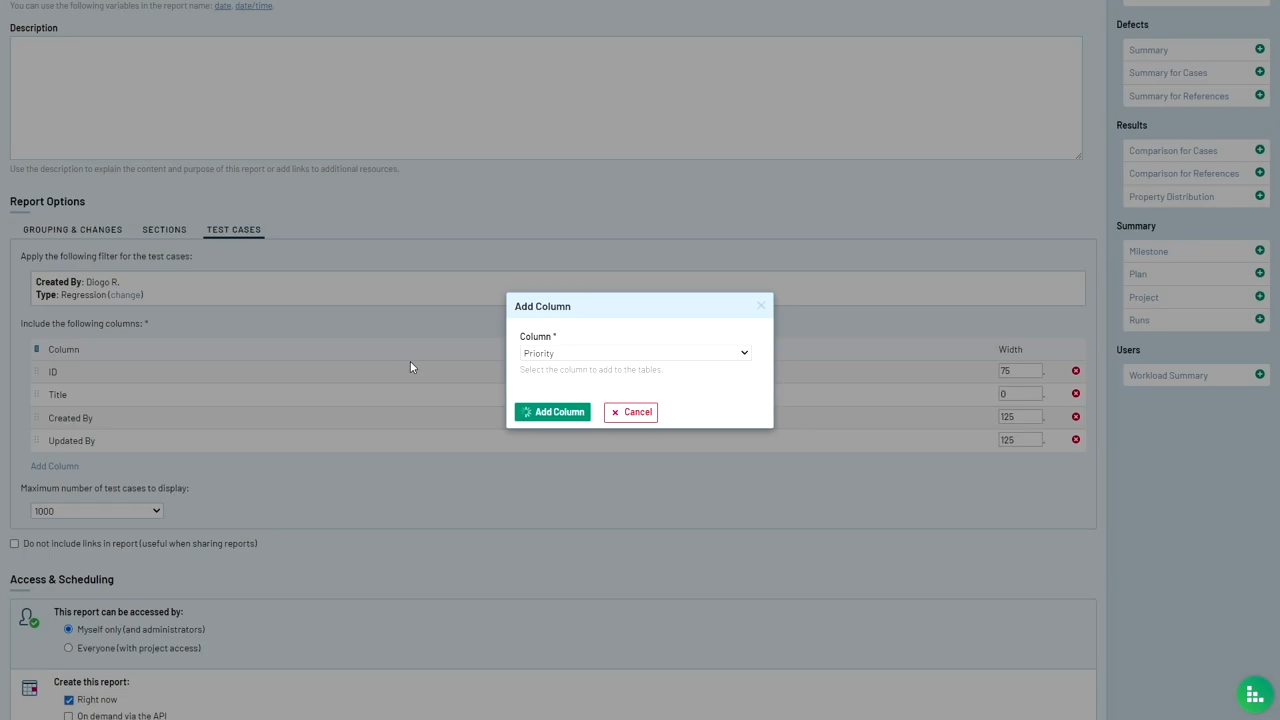 You can use the following variables in the report name: date, date/time.
Description
Use the description to explain the content and purpose of this report or add links to additional resources.
Report Options
GROUPING & CHANGES SECTIONS TEST CASES
Apply the following filter for the test cases:
Created By: Diogo R.
Type: Regression (change)
Include the following columns: *
Column Width
ID 75
Title 0
Created By 125
Updated By 125
Add Column
Maximum number of test cases to display:
1000
Do not include links in report (useful when sharing reports)
Access & Scheduling
This report can be accessed by:
Myself only (and administrators)
Everyone (with project access)
Create this report:
Right now
On demand via the API
Add Column
Column *
Priority
Select the column to add to the tables.
Add Column Cancel
Defects
Summary
Summary for Cases
Summary for References
Results
Comparison for Cases
Comparison for References
Property Distribution
Summary
Milestone
Plan
Project
Runs
Users
Workload Summary